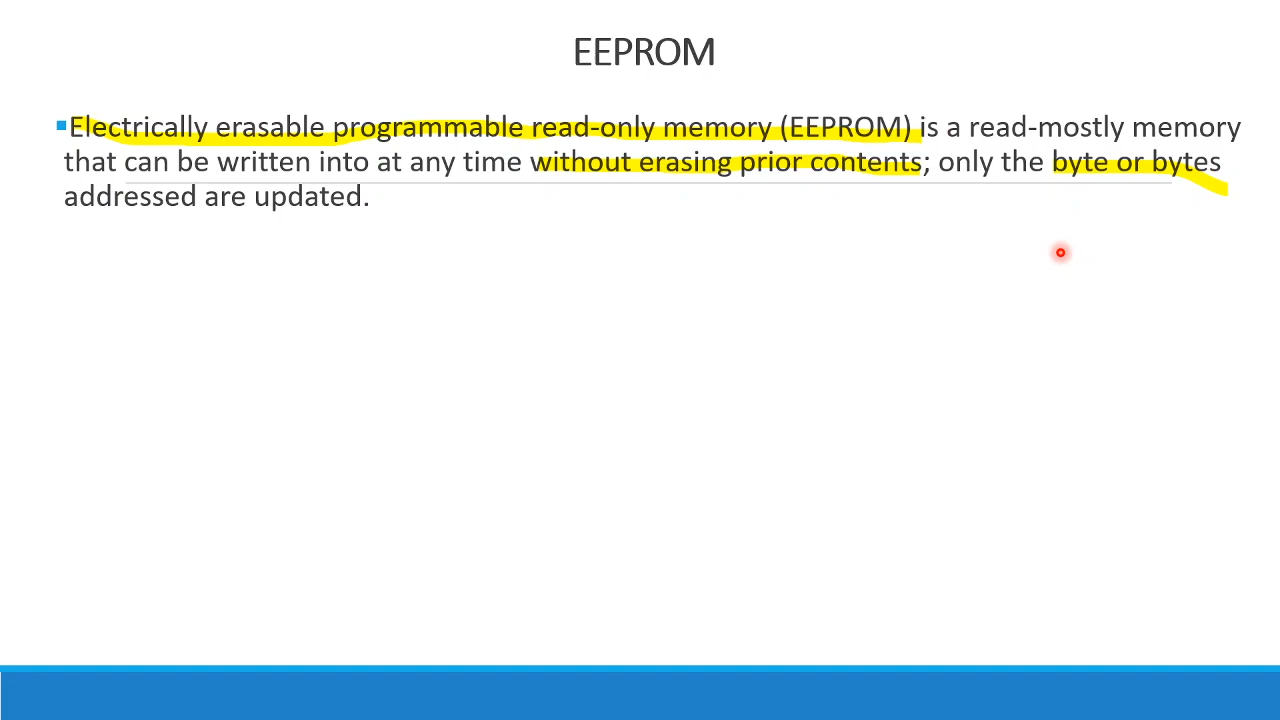 EEPROM
▪Electrically erasable programmable read-only memory (EEPROM) is a read-mostly memory
that can be written into at any time without erasing prior contents; only the byte or bytes
addressed are updated.